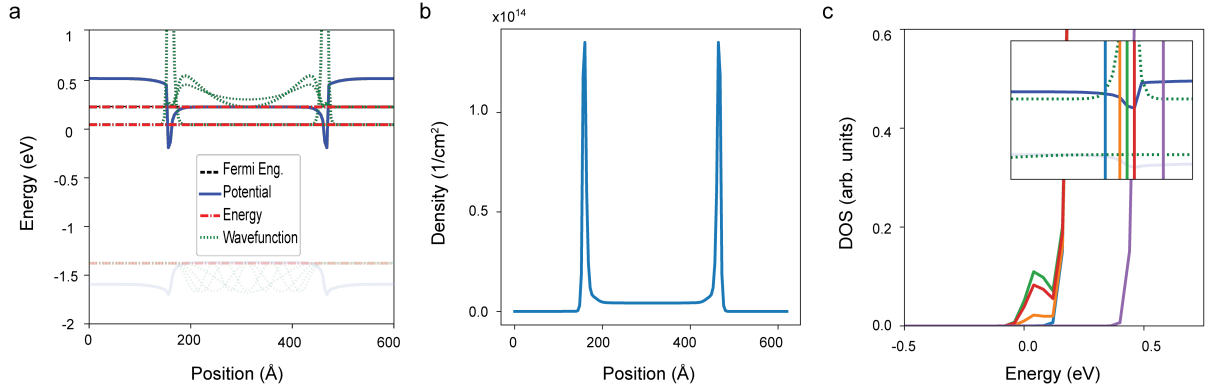 a
1
0.5
0
-0.5
-1
-1.5
-2
Energy (eV)
Fermi Eng.
Potential
Energy
Wavefunction
0 200 400 600
Position (Å)
b
x10¹⁴
1.0
0.5
0.0
Density (1/cm²)
0 200 400 600
Position (Å)
c
0.6
0.4
0.2
0.0
DOS (arb. units)
-0.5 0.0 0.5
Energy (eV)